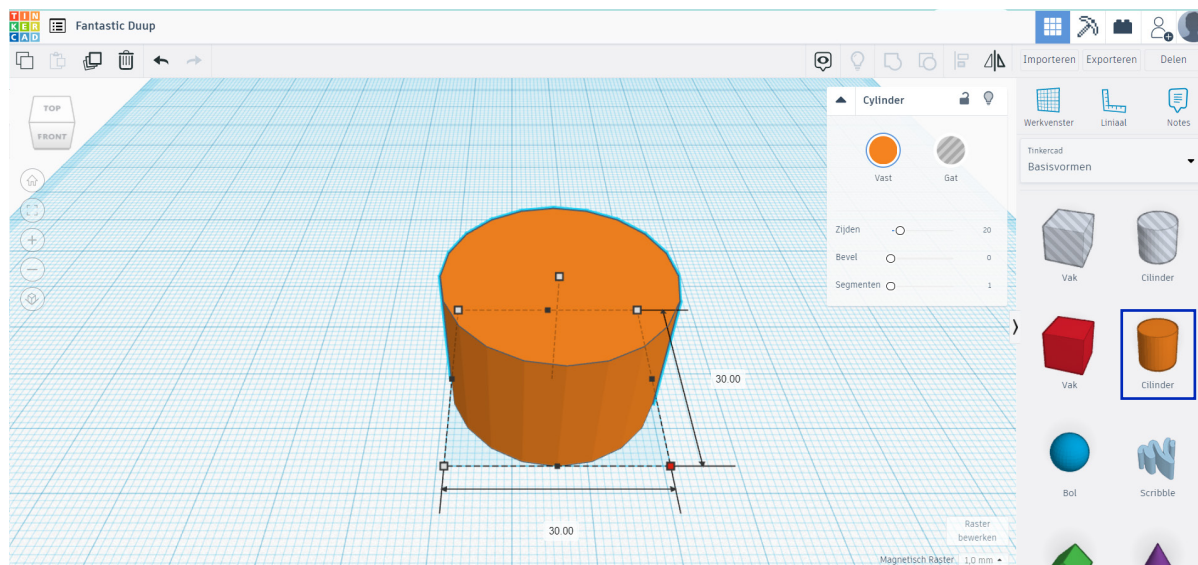 TIN
KER
CAD
Fantastic Duup
Importeren Exporteren Delen
TOP
FRONT
Cylinder
Vast Gat
Zijden 20
Bevel 0
Segmenten 1
Werkvenster Liniaal Notes
Tinkercad
Basisvormen
Vak Cilinder
Vak Cilinder
Bol Scribble
30.00
30.00
Raster
bewerken
Magnetisch Raster 1,0 mm